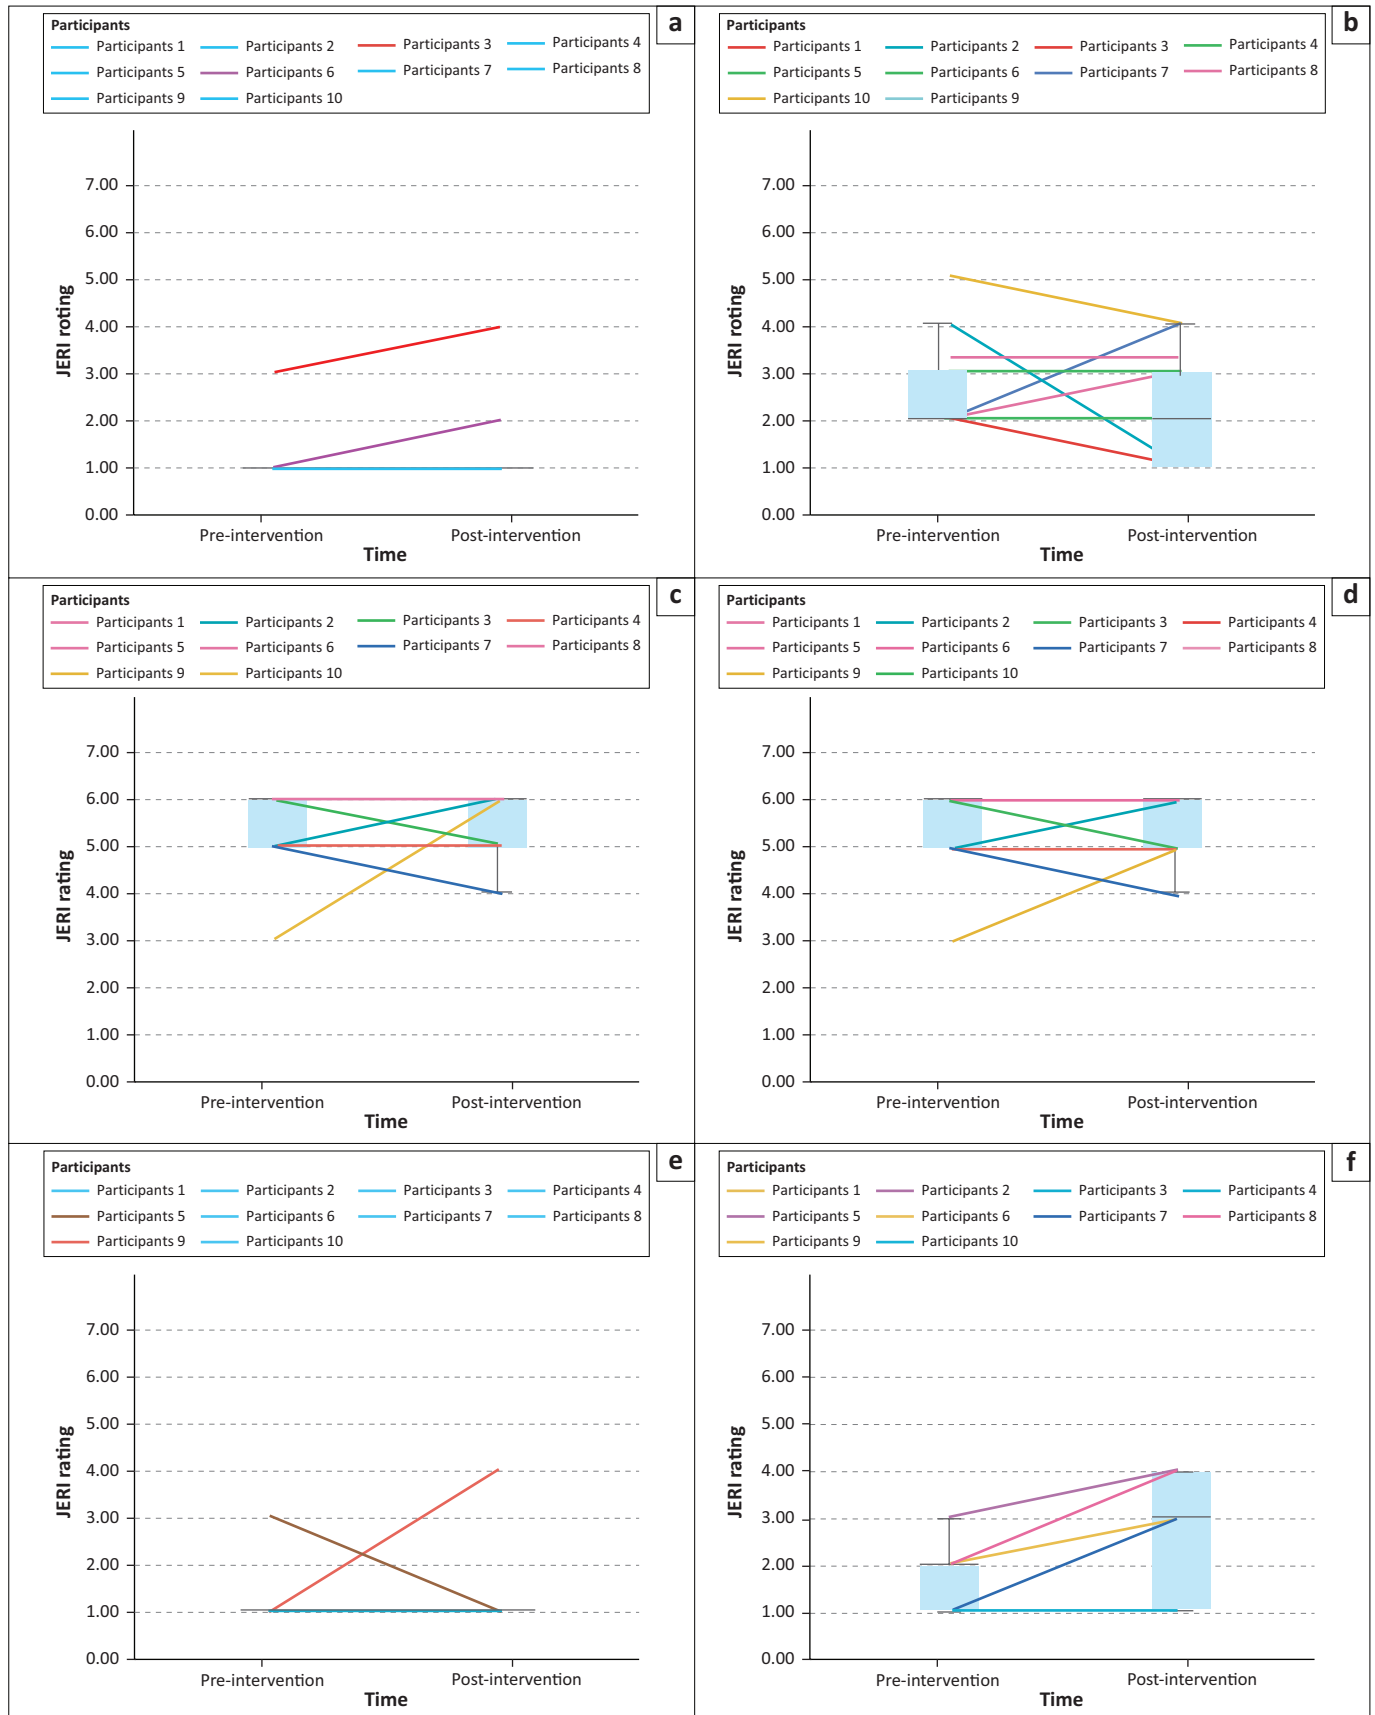 a
Participants
Participants 1 Participants 2 Participants 3 Participants 4
Participants 5 Participants 6 Participants 7 Participants 8
Participants 9 Participants 10
7.00
6.00
5.00
4.00
3.00
2.00
1.00
0.00
JERI roting
Pre-intervention Post-intervention
Time
b
Participants
Participants 1 Participants 2 Participants 3 Participants 4
Participants 5 Participants 6 Participants 7 Participants 8
Participants 10 Participants 9
7.00
6.00
5.00
4.00
3.00
2.00
1.00
0.00
JERI roting
Pre-intervention Post-intervention
Time
c
Participants
Participants 1 Participants 2 Participants 3 Participants 4
Participants 5 Participants 6 Participants 7 Participants 8
Participants 9 Participants 10
7.00
6.00
5.00
4.00
3.00
2.00
1.00
0.00
JERI rating
Pre-intervention Post-intervention
Time
d
Participants
Participants 1 Participants 2 Participants 3 Participants 4
Participants 5 Participants 6 Participants 7 Participants 8
Participants 9 Participants 10
7.00
6.00
5.00
4.00
3.00
2.00
1.00
0.00
JERI rating
Pre-intervention Post-intervention
Time
e
Participants
Participants 1 Participants 2 Participants 3 Participants 4
Participants 5 Participants 6 Participants 7 Participants 8
Participants 9 Participants 10
7.00
6.00
5.00
4.00
3.00
2.00
1.00
0.00
JERI rating
Pre-intervention Post-intervention
Time
f
Participants
Participants 1 Participants 2 Participants 3 Participants 4
Participants 5 Participants 6 Participants 7 Participants 8
Participants 9 Participants 10
7.00
6.00
5.00
4.00
3.00
2.00
1.00
0.00
JERI rating
Pre-intervention Post-intervention
Time